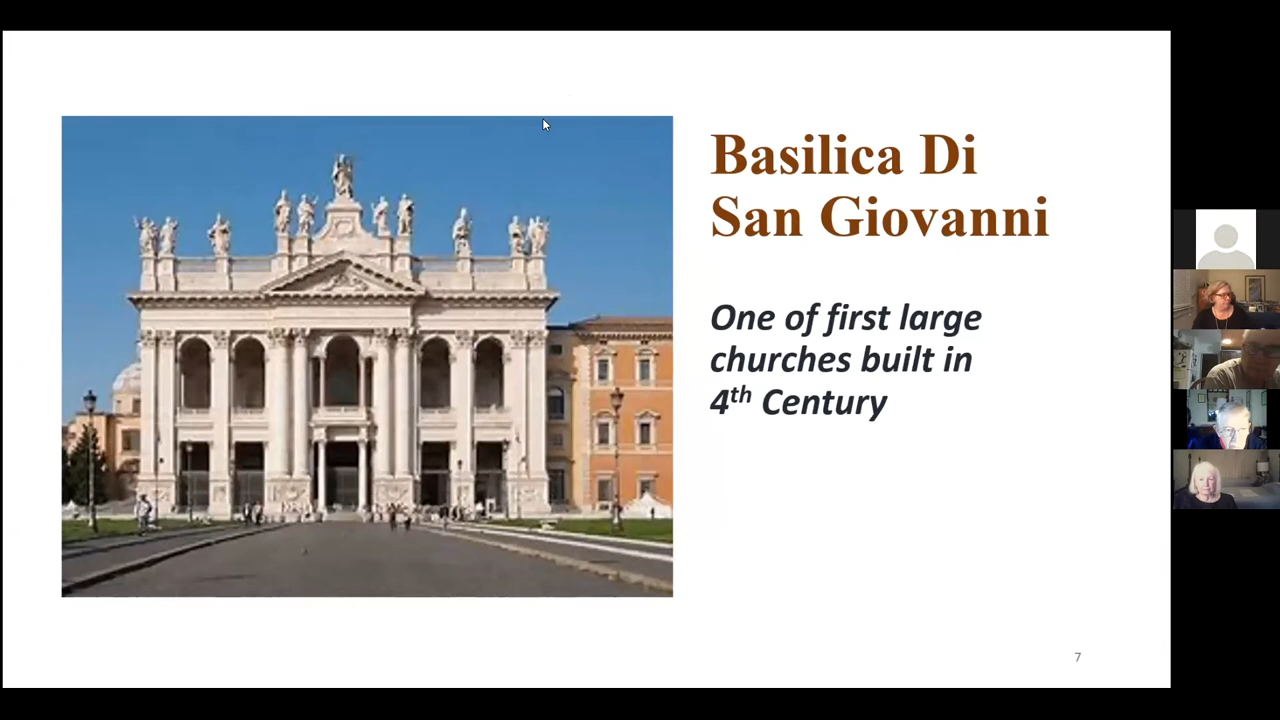 Basilica Di
San Giovanni
One of first large
churches built in
4th Century
7